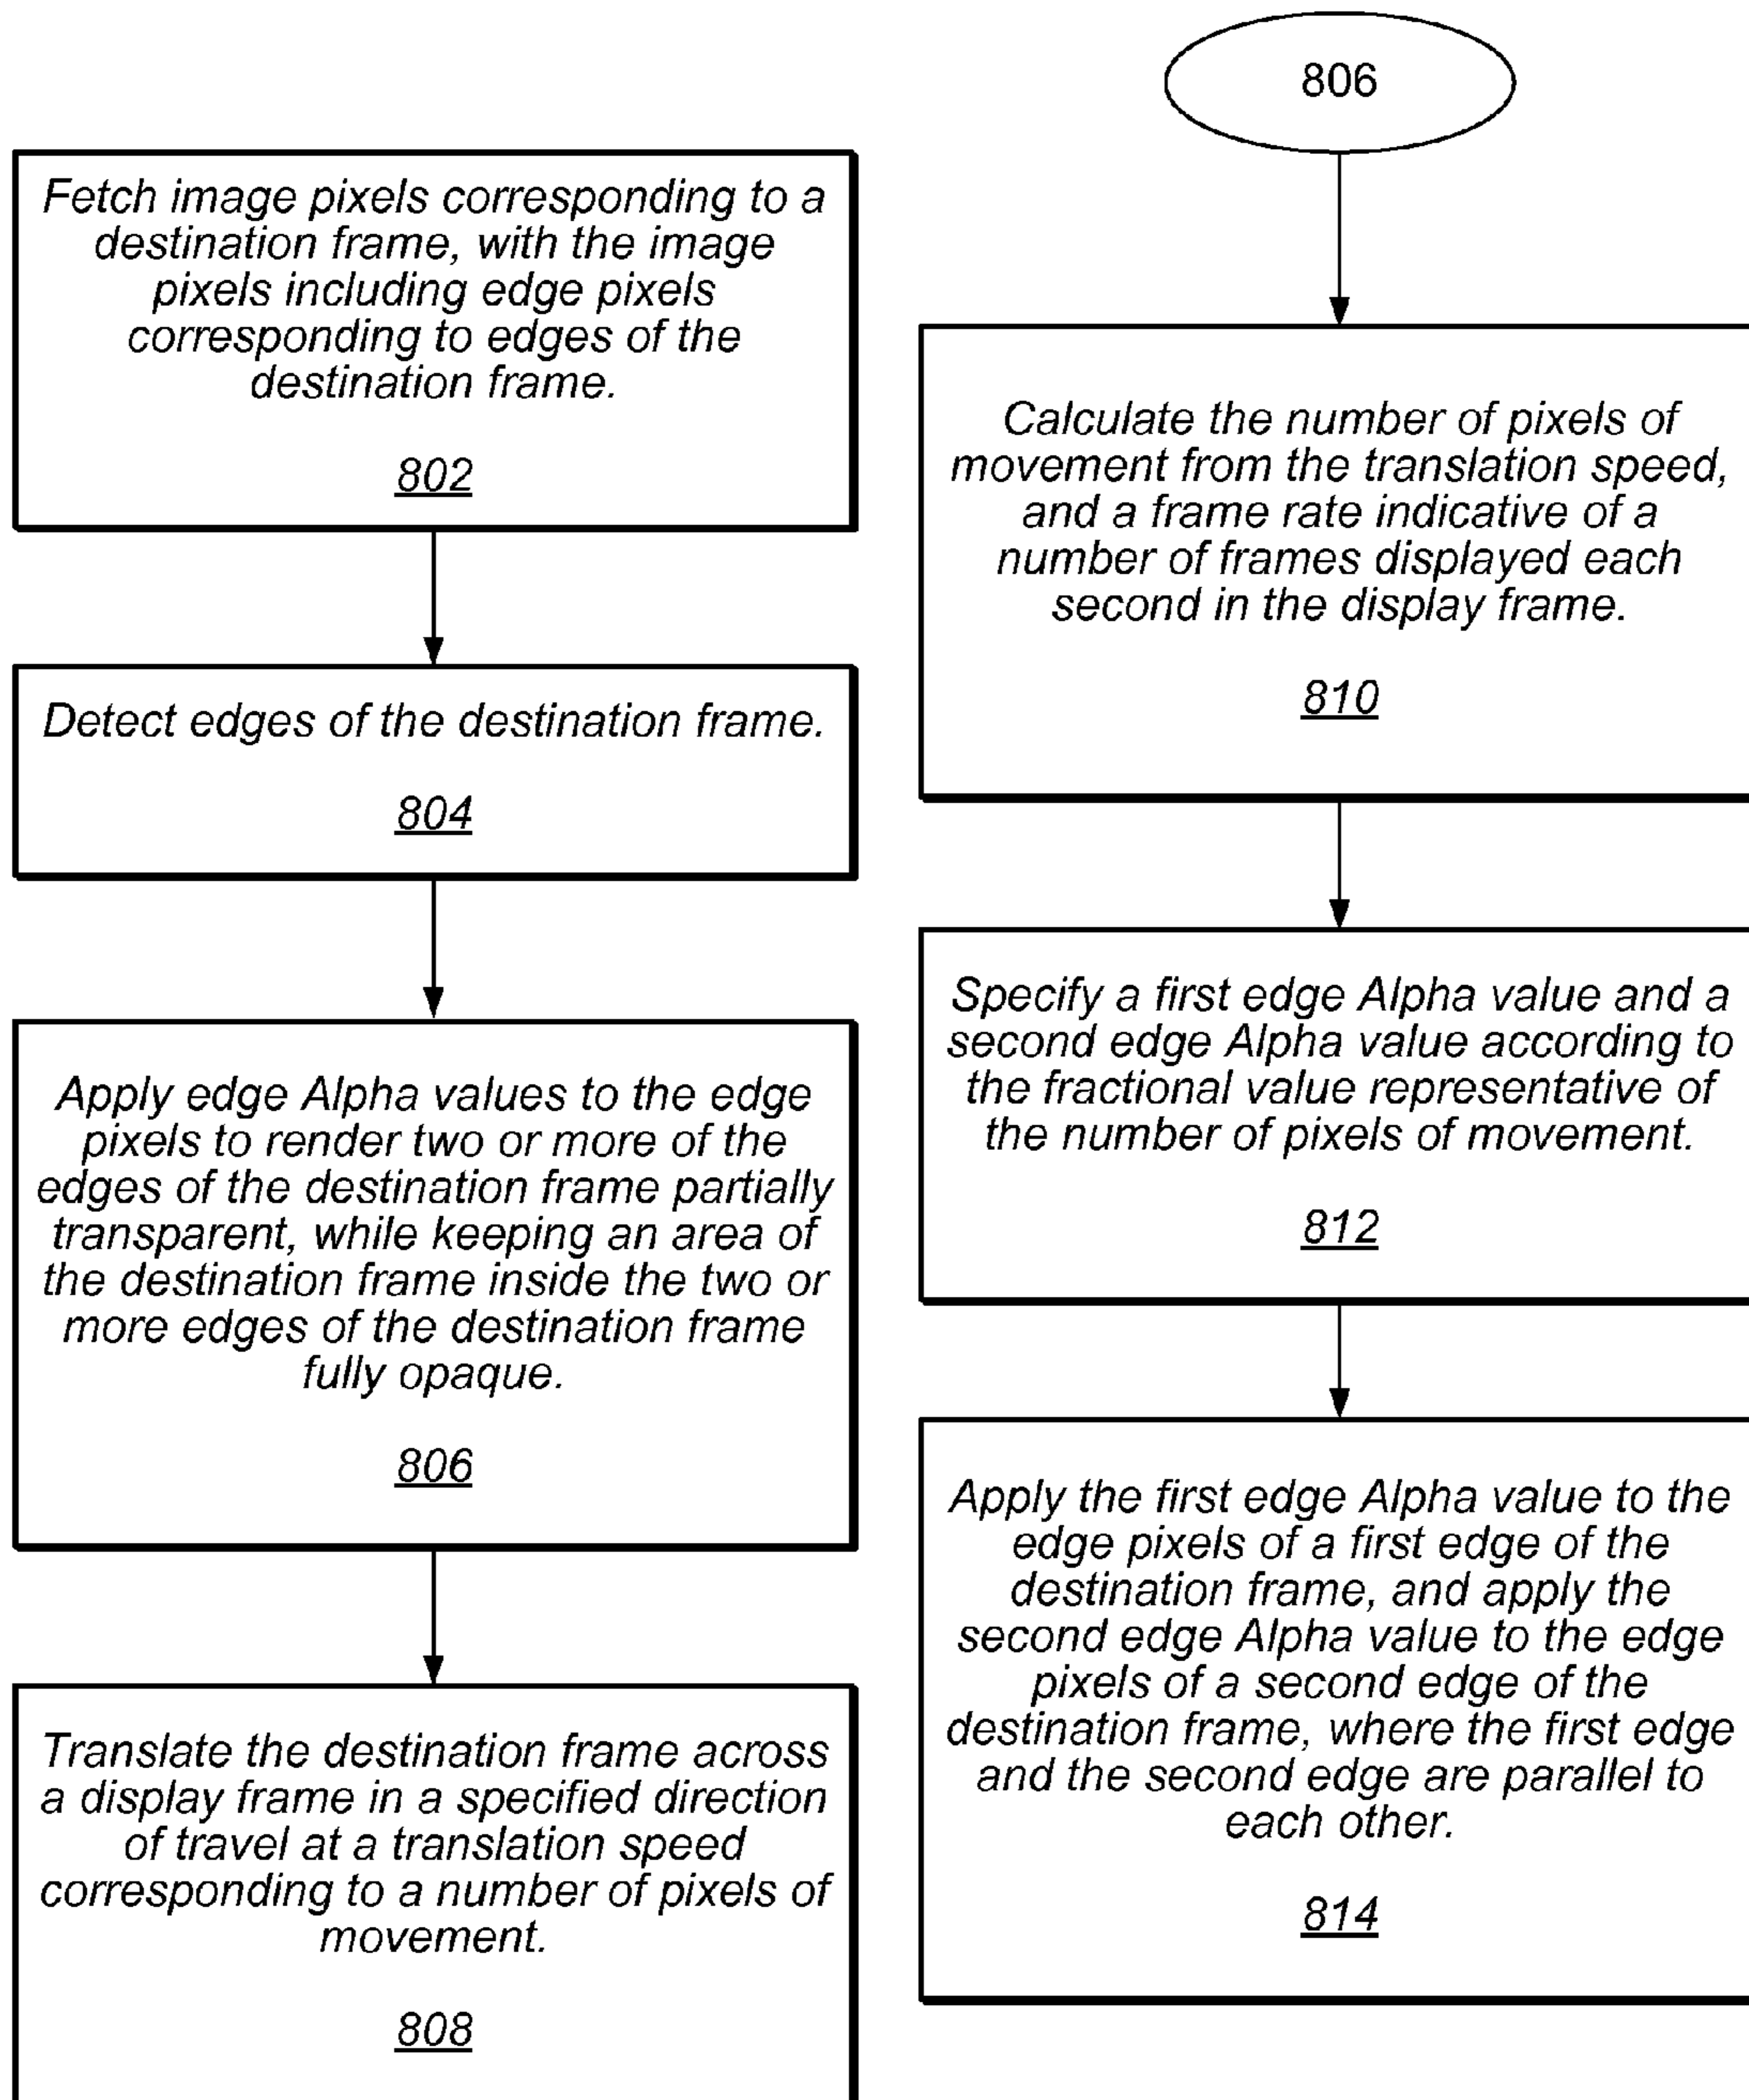 Fetch image pixels corresponding to a
destination frame, with the image
pixels including edge pixels
corresponding to edges of the
destination frame.
802
Detect edges of the destination frame.
804
Apply edge Alpha values to the edge
pixels to render two or more of the
edges of the destination frame partially
transparent, while keeping an area of
the destination frame inside the two or
more edges of the destination frame
fully opaque.
806
Translate the destination frame across
a display frame in a specified direction
of travel at a translation speed
corresponding to a number of pixels of
movement.
808
806
Calculate the number of pixels of
movement from the translation speed,
and a frame rate indicative of a
number of frames displayed each
second in the display frame.
810
Specify a first edge Alpha value and a
second edge Alpha value according to
the fractional value representative of
the number of pixels of movement.
812
Apply the first edge Alpha value to the
edge pixels of a first edge of the
destination frame, and apply the
second edge Alpha value to the edge
pixels of a second edge of the
destination frame, where the first edge
and the second edge are parallel to
each other.
814